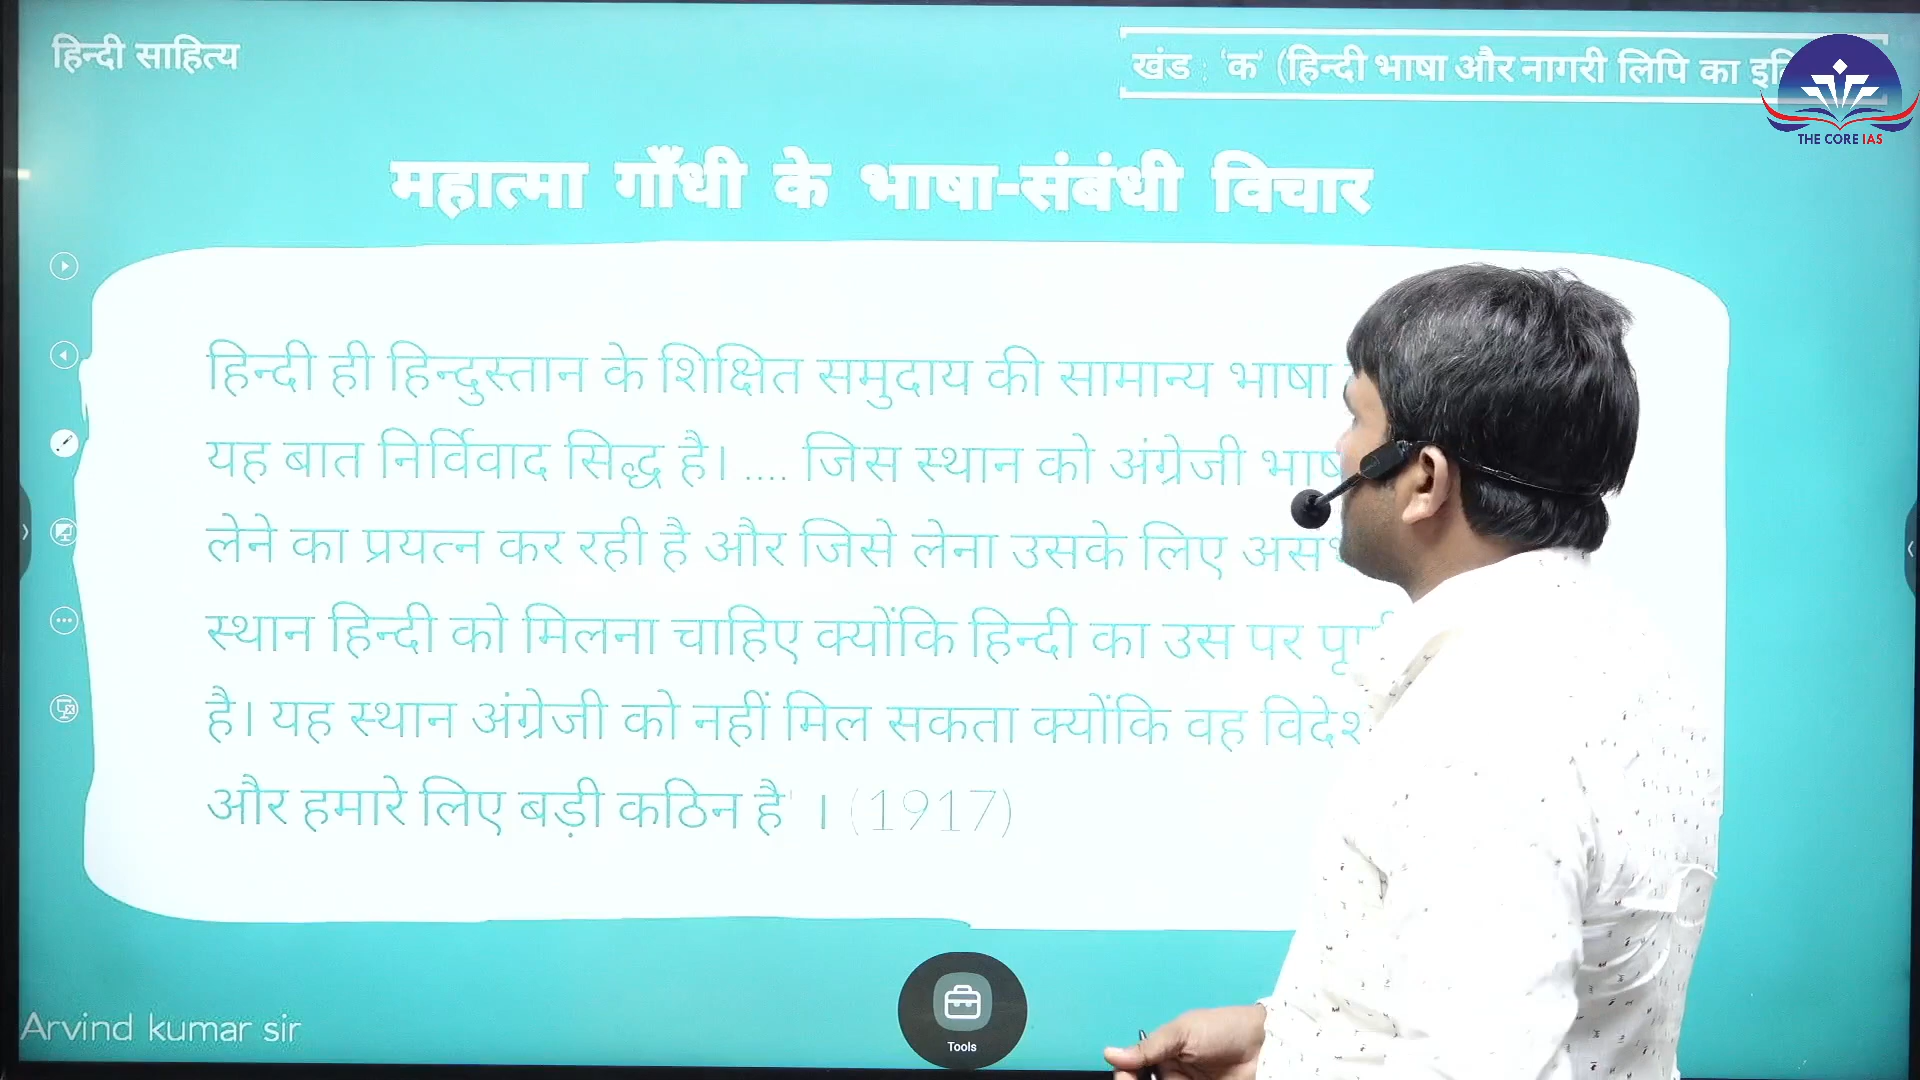 हिन्दी साहित्य
खंड : 'क' (हिन्दी भाषा और नागरी लिपि का
THE CORE IAS
महात्मा गाँधी के भाषा-संबंधी विचार
हिन्दी ही हिन्दुस्तान के शिक्षित समुदाय की सामान्य भाषा
यह बात निर्विवाद सिद्ध है। .... जिस स्थान को अंग्रेजी
लेने का प्रयत्न कर रही है और जिसे लेना उसके लिए
स्थान हिन्दी को मिलना चाहिए क्योंकि हिन्दी का उस पर
है। यह स्थान अंग्रेजी को नहीं मिल सकता क्योंकि वह
और हमारे लिए बड़ी कठिन है' । (1917)
Tools
Arvind kumar sir